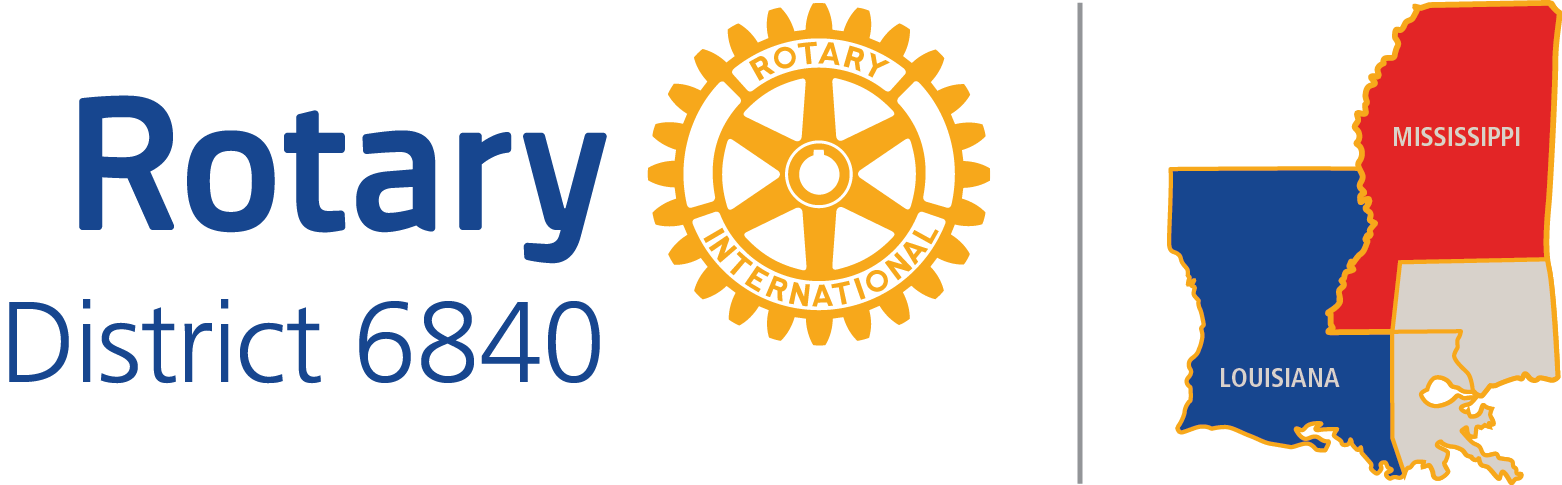 Rotary
District 6840
ROTARY
INTERNATIONAL
MISSISSIPPI
LOUISIANA